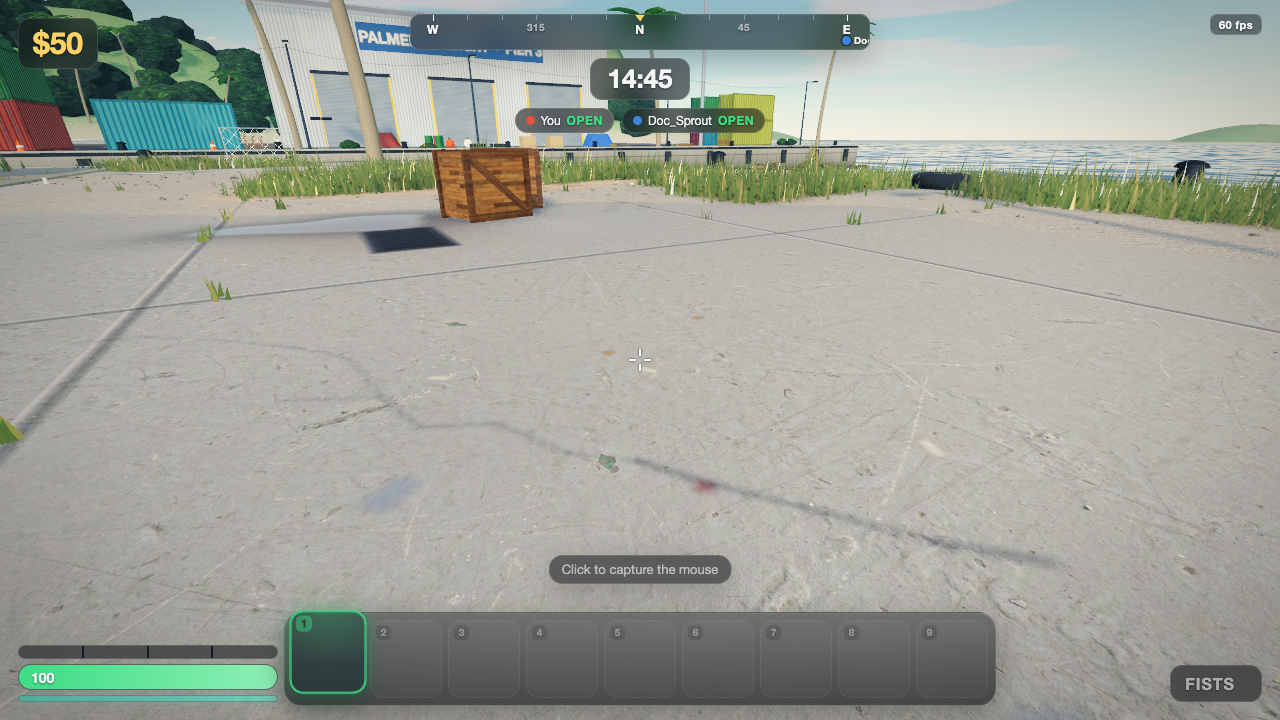 $50
W 315 N 45 E
Do
60 fps
PALME
PIER 3
14:45
You OPEN
Doc_Sprout OPEN
Click to capture the mouse
1 2 3 4 5 6 7 8 9
100
FISTS